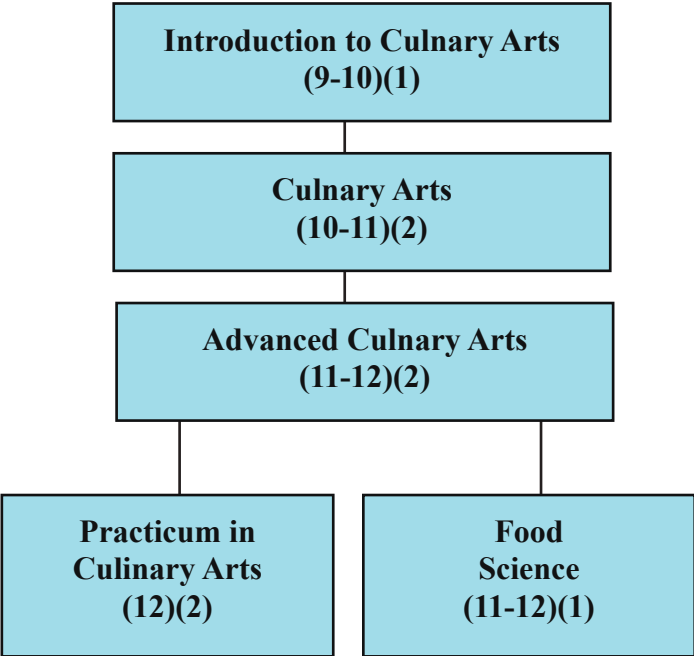 Introduction to Culnary Arts
(9-10)(1)
Culnary Arts
(10-11)(2)
Advanced Culnary Arts
(11-12)(2)
Practicum in
Culinary Arts
(12)(2)
Food
Science
(11-12)(1)